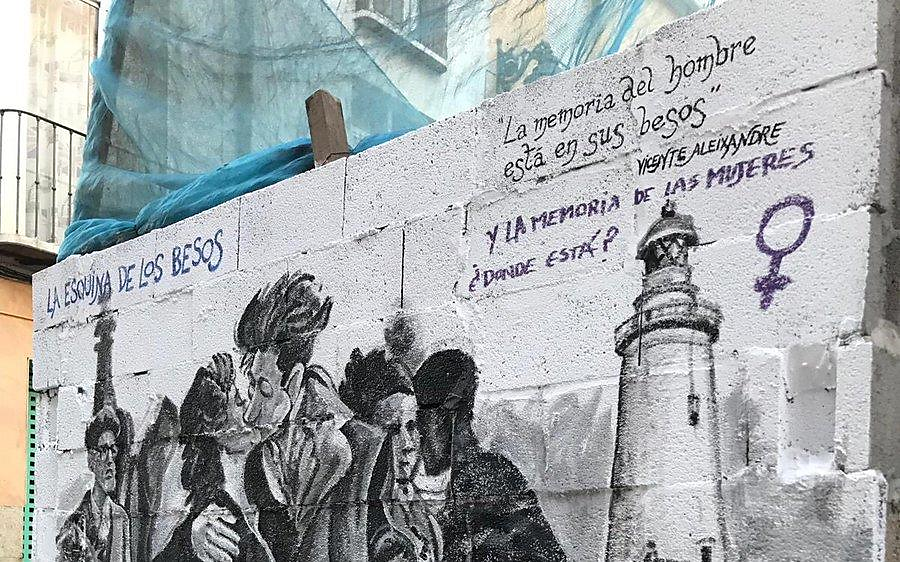 "La memoria del hombre
está en sus besos"
VICENTE ALEIXANDRE
Y LA MEMORIA DE LAS MUJERES
¿DONDE ESTÁ?
LA ESQUINA DE LOS BESOS